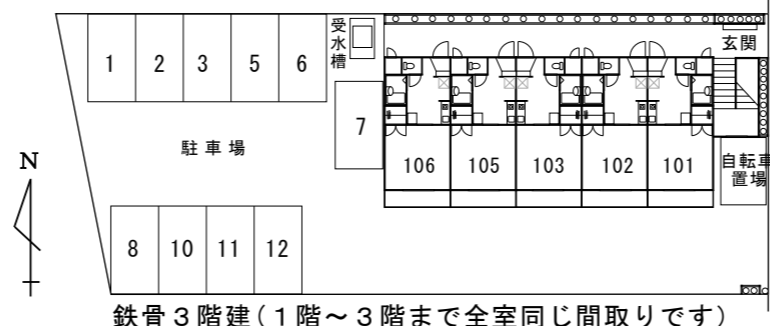 受水槽
玄関
1 2 3 5 6
7
駐車場
106 105 103 102 101
自転車
置場
N
8 10 11 12
鉄骨3階建(1階~3階まで全室同じ間取りです)